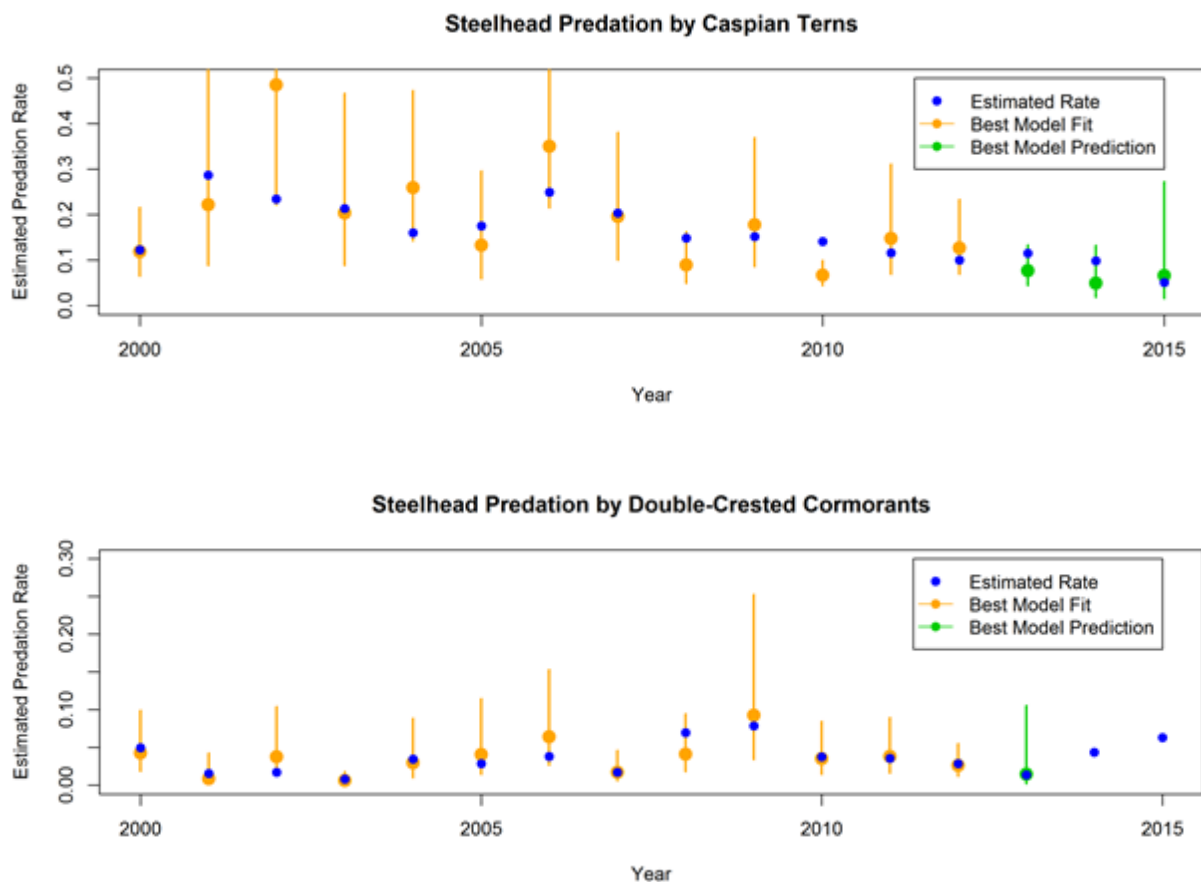 Steelhead Predation by Caspian Terns
Estimated Predation Rate
0.5
0.4
0.3
0.2
0.1
0.0
Estimated Rate
Best Model Fit
Best Model Prediction
2000
2005
2010
2015
Year
Steelhead Predation by Double-Crested Cormorants
Estimated Predation Rate
0.30
0.20
0.10
0.00
Estimated Rate
Best Model Fit
Best Model Prediction
2000
2005
2010
2015
Year